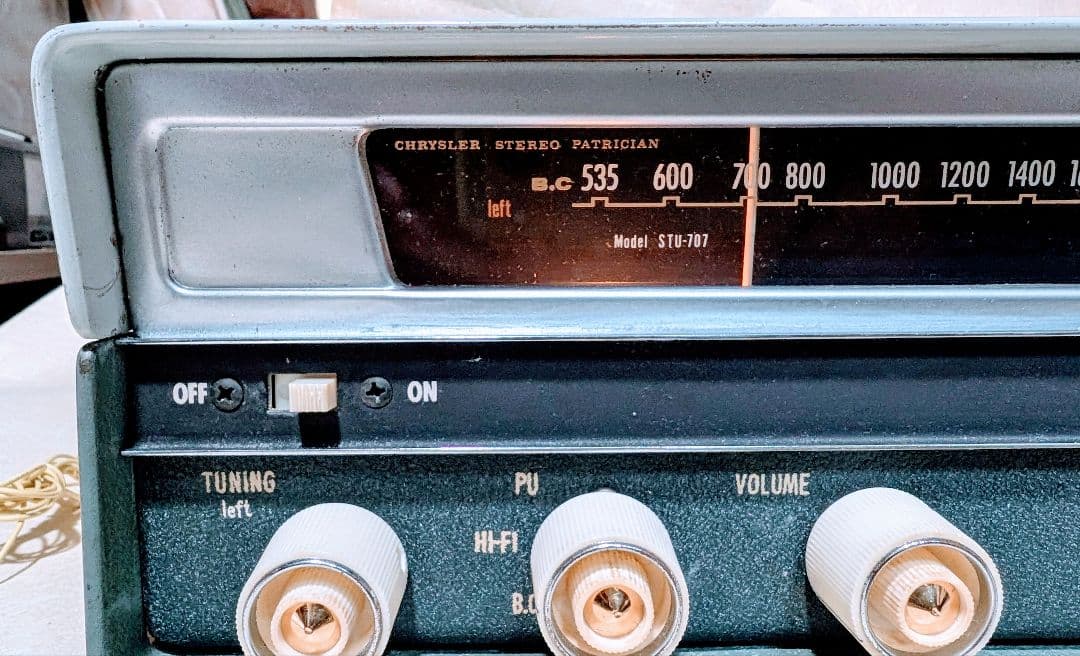 CHRYSLER STEREO PATRICIAN
B.C 535 600 700 800 1000 1200 1400
left
Model STU-707
OFF ON
TUNING PU VOLUME
left
HI-FI